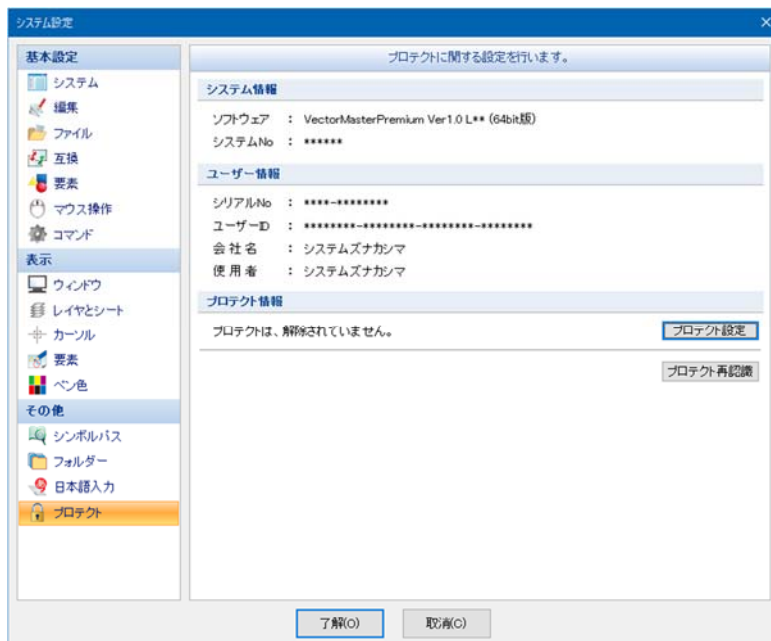 システム設定
基本設定
システム
編集
ファイル
互換
要素
マウス操作
コマンド
表示
ウィンドウ
レイヤとシート
カーソル
要素
ペン色
その他
シンボルパス
フォルダー
日本語入力
プロテクト
プロテクトに関する設定を行います。
システム情報
ソフトウェア : VectorMasterPremium Ver1.0 L** (64bit版)
システムNo : ******
ユーザー情報
シリアルNo : ****-********
ユーザーID : ********-********-********-********
会社名 : システムズナカシマ
使用者 : システムズナカシマ
プロテクト情報
プロテクトは、解除されていません。
プロテクト設定
プロテクト再認識
了解(O)
取消(C)